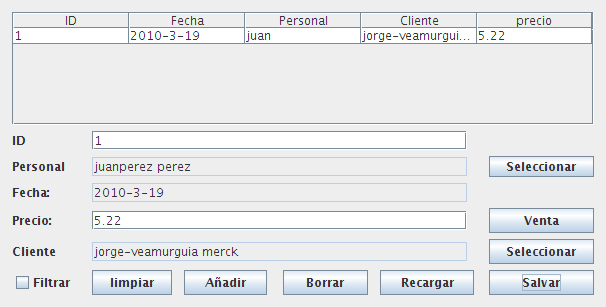 ID Fecha Personal Cliente precio
1 2010-3-19 juan jorge-veamurgui... 5.22
ID 1
Personal juanperez perez Seleccionar
Fecha: 2010-3-19
Precio: 5.22 Venta
Cliente jorge-veamurguia merck Seleccionar
Filtrar limpiar Añadir Borrar Recargar Salvar